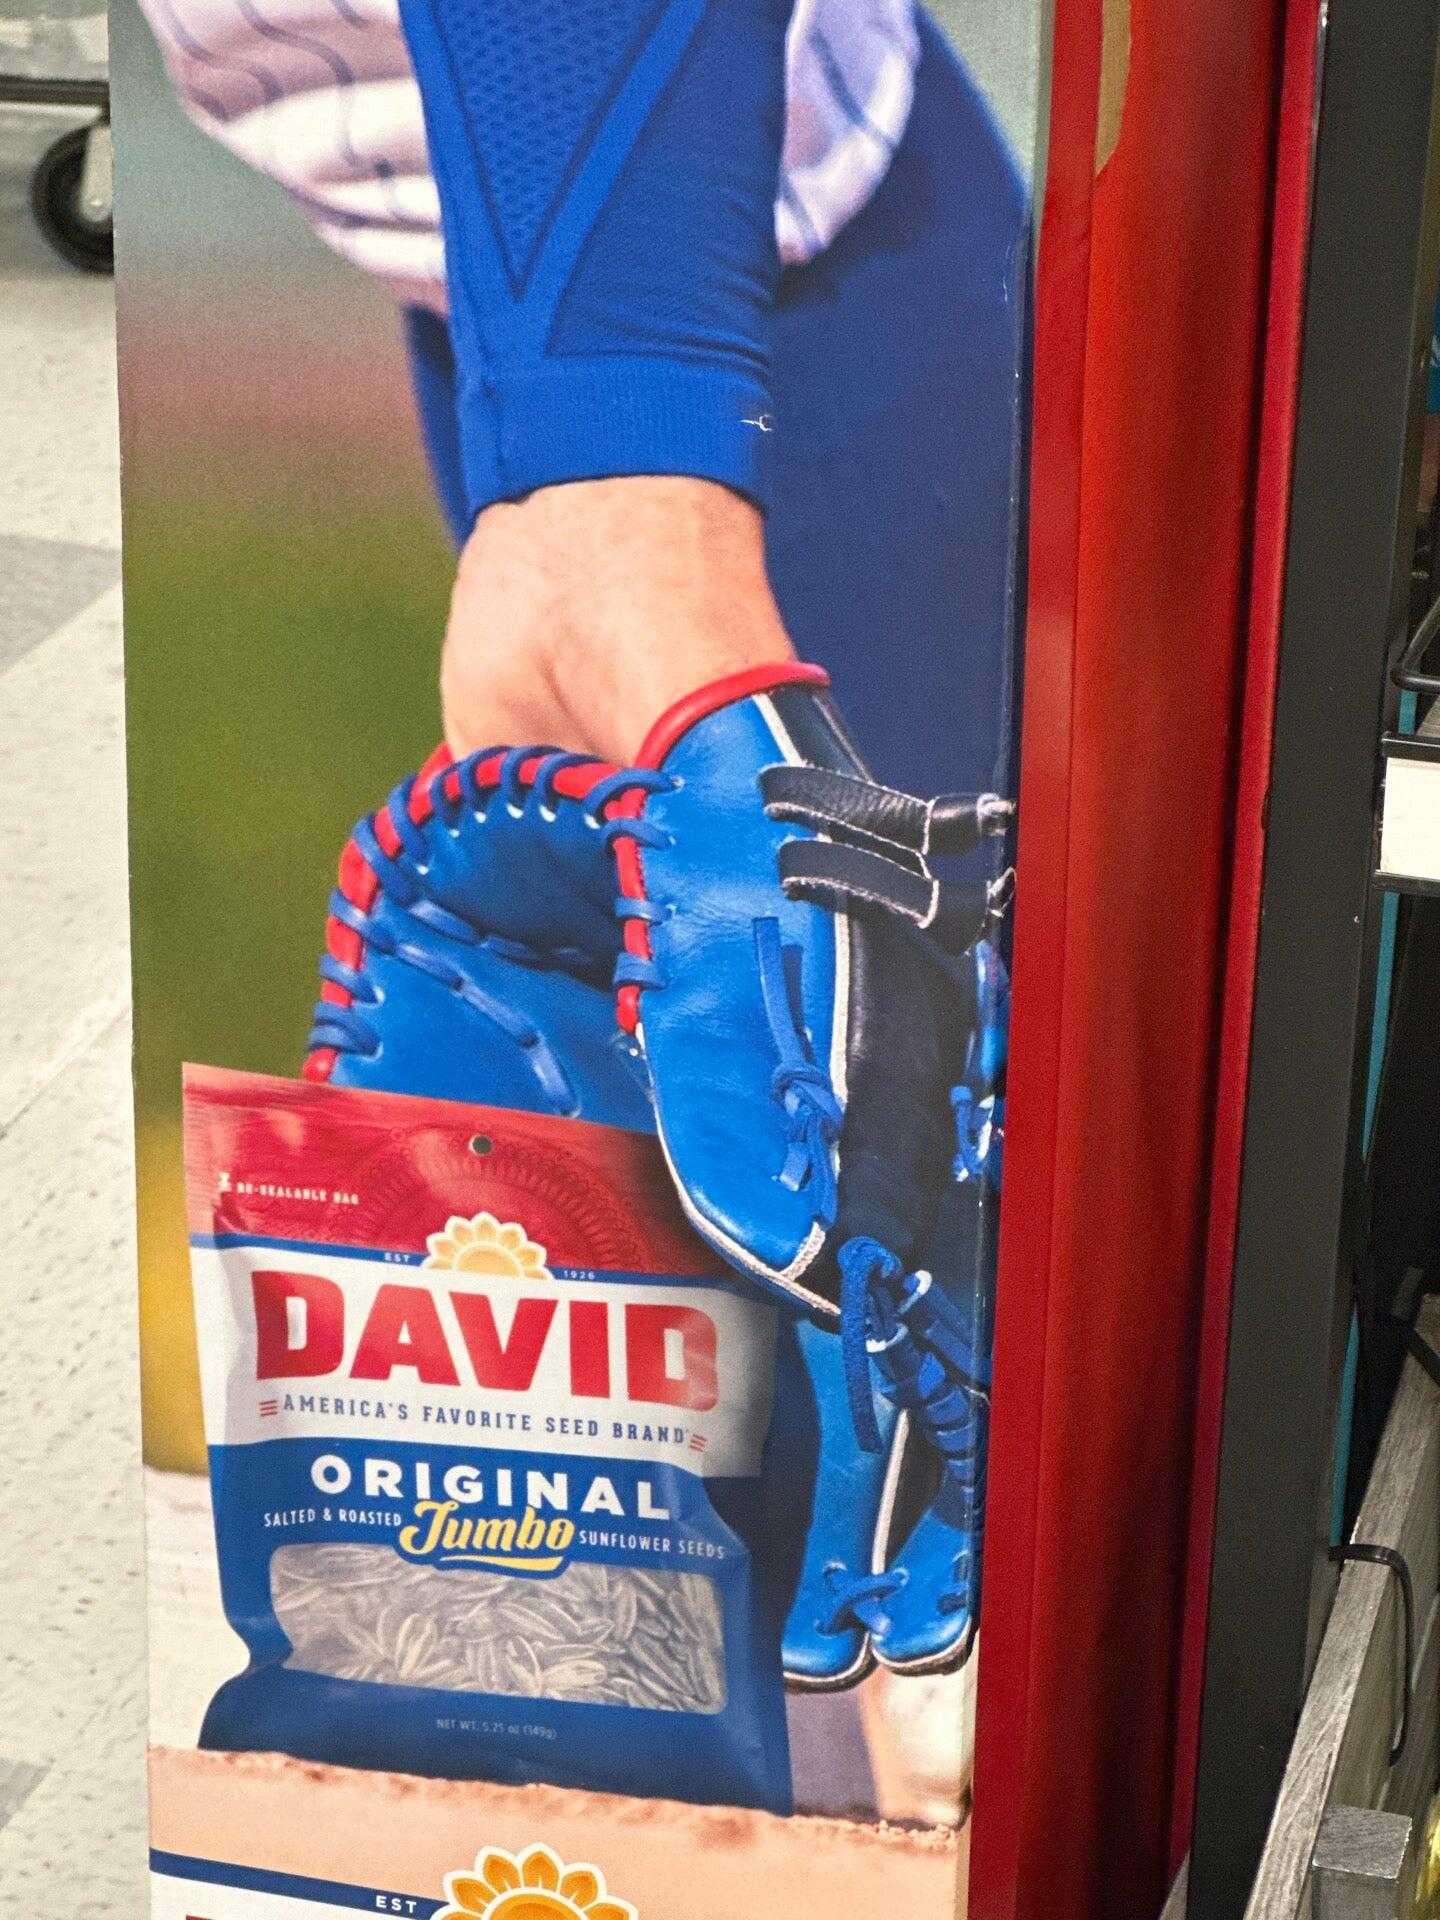 RE-SEALABLE BAG
EST 1926
DAVID
AMERICA'S FAVORITE SEED BRAND
ORIGINAL
SALTED & ROASTED Jumbo SUNFLOWER SEEDS
NET WT. 5.25 oz (149g)
EST